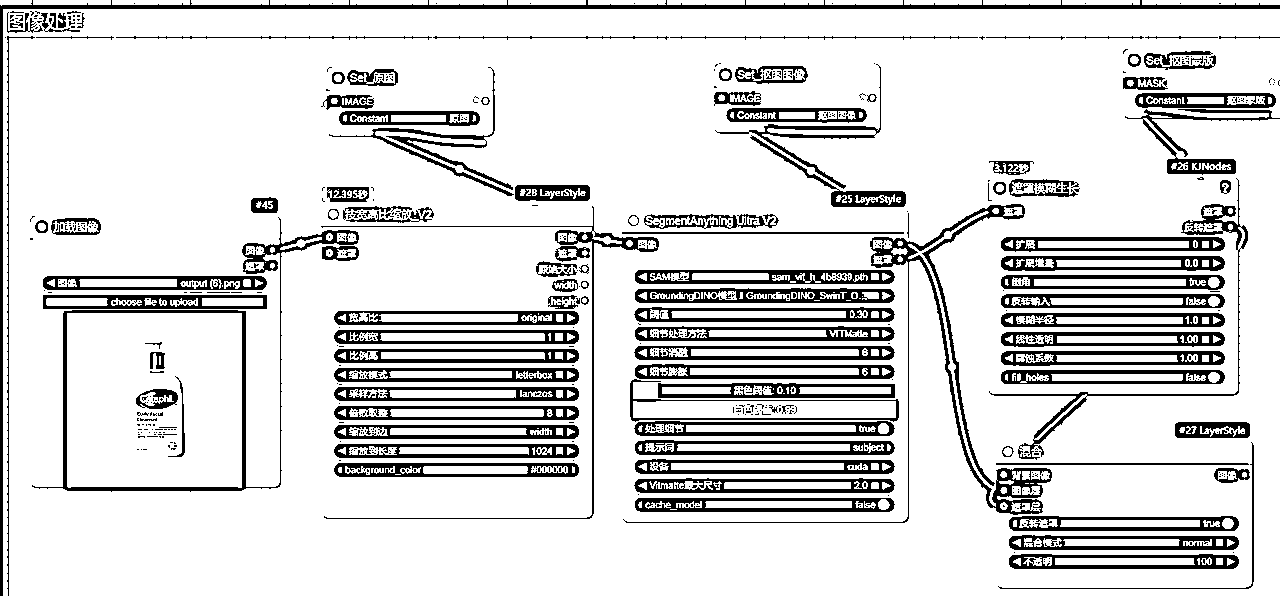 图像处理
Set_原图
IMAGE
Constant 原图
Set_抠图图像
IMAGE
Constant 抠图图像
Set_抠图蒙版
MASK
Constant 抠图蒙版
#45
加载图像
图像
遮罩
图像 output (6).png
choose file to upload
12.395秒
#28 LayerStyle
按宽高比缩放_V2
图像 图像
遮罩 遮罩
原始大小
width
height
宽高比 original
比例宽 1
比例高 1
缩放模式 letterbox
采样方法 lanczos
倍数取整 8
缩放到边 width
缩放到长度 1024
background_color #000000
#25 LayerStyle
SegmentAnything Ultra V2
图像 图像
遮罩
SAM模型 sam_vit_h_4b8939.pth
GroundingDINO模型 GroundingDINO_SwinT_O...
阈值 0.30
细节处理方法 VITMatte
细节消融 6
细节膨胀 6
黑色阈值: 0.10
白色阈值: 0.99
处理细节 true
提示词 subject
设备 cuda
Vitmatte最大尺寸 2.0
cache_model false
#26 KJNodes
遮罩模糊生长
?
遮罩 遮罩
反转遮罩
扩展 0
扩展增量 0.0
倒角 true
反转输入 false
模糊半径 1.0
线性透明 1.00
腐蚀系数 1.00
fill_holes false
#27 LayerStyle
混合
背景图像 图像
图像层
遮罩层
反转遮罩 true
混合模式 normal
不透明 100